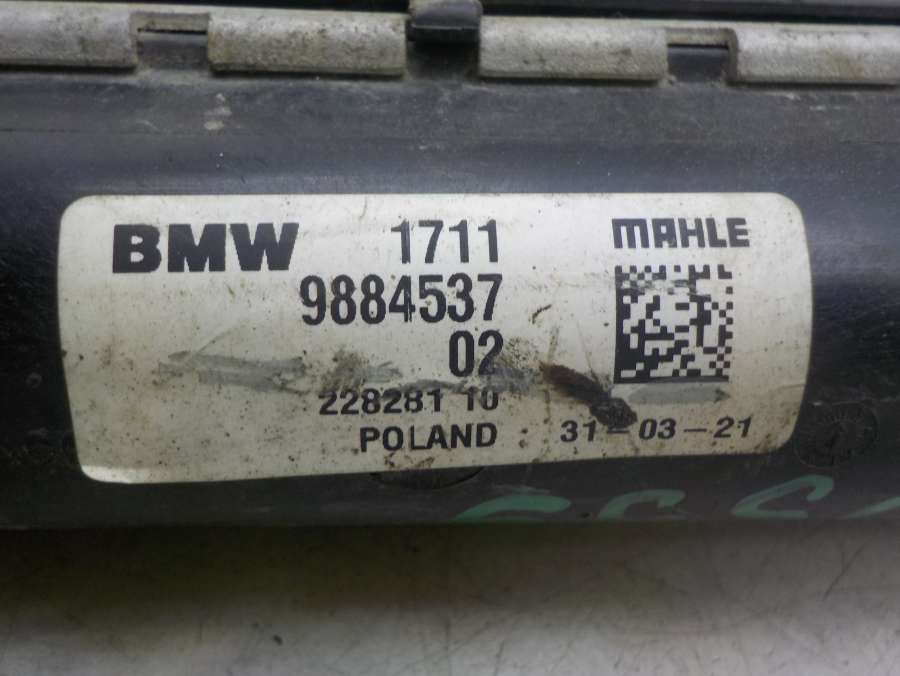 BMW 1711
MAHLE
9884537
02
228281 10
POLAND : 31-03-21